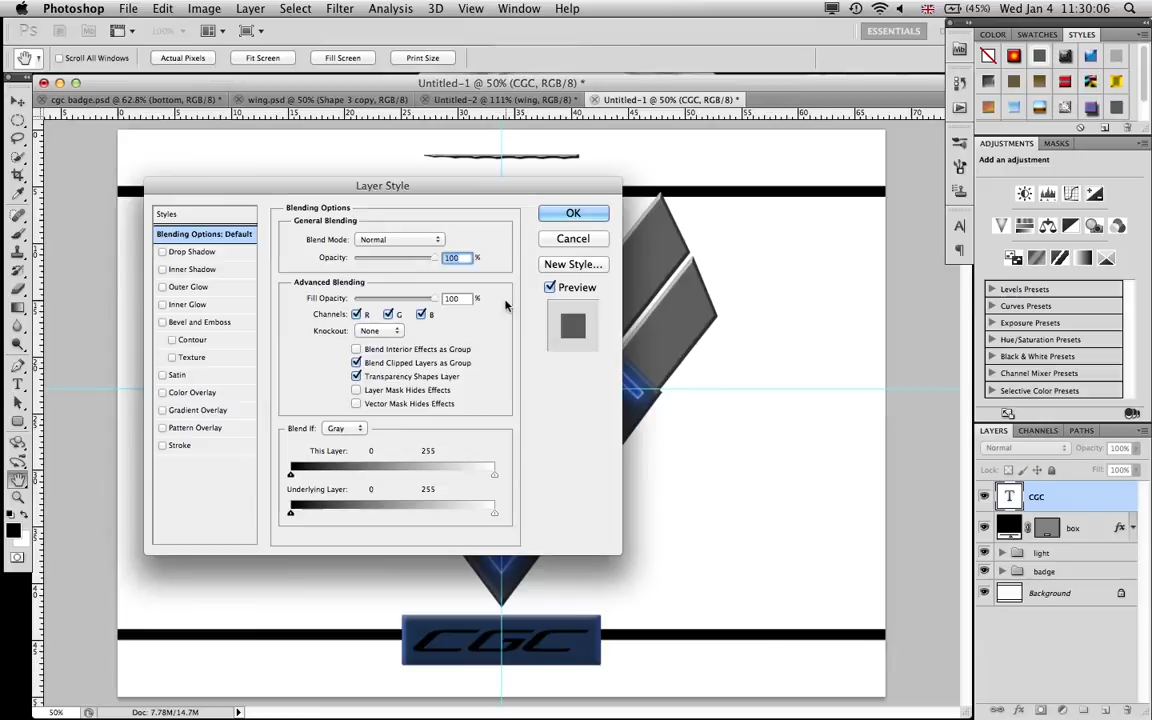 Photoshop File Edit Image Layer Select Filter Analysis 3D View Window Help (45%) Wed Jan 4 11:30:06
Ps Br Mb 100% ESSENTIALS
Scroll All Windows Actual Pixels Fit Screen Fill Screen Print Size
Untitled-1 @ 50% (CGC, RGB/8) *
cgc badge.psd @ 62.8% (bottom, RGB/8) * wing.psd @ 50% (Shape 3 copy, RGB/8) Untitled-2 @ 111% (wing, RGB/8) * Untitled-1 @ 50% (CGC, RGB/8) *
Layer Style
Styles
Blending Options: Default
Drop Shadow
Inner Shadow
Outer Glow
Inner Glow
Bevel and Emboss
Contour
Texture
Satin
Color Overlay
Gradient Overlay
Pattern Overlay
Stroke
Blending Options
General Blending
Blend Mode: Normal
Opacity: 100 %
Advanced Blending
Fill Opacity: 100 %
Channels: R G B
Knockout: None
Blend Interior Effects as Group
Blend Clipped Layers as Group
Transparency Shapes Layer
Layer Mask Hides Effects
Vector Mask Hides Effects
Blend If: Gray
This Layer: 0 255
Underlying Layer: 0 255
OK
Cancel
New Style...
Preview
COLOR SWATCHES STYLES
ADJUSTMENTS MASKS
Add an adjustment
Levels Presets
Curves Presets
Exposure Presets
Hue/Saturation Presets
Black & White Presets
Channel Mixer Presets
Selective Color Presets
LAYERS CHANNELS PATHS
Normal Opacity: 100%
Lock: Fill: 100%
T CGC
box fx
light
badge
Background
CGC
50% Doc: 7.78M/14.7M